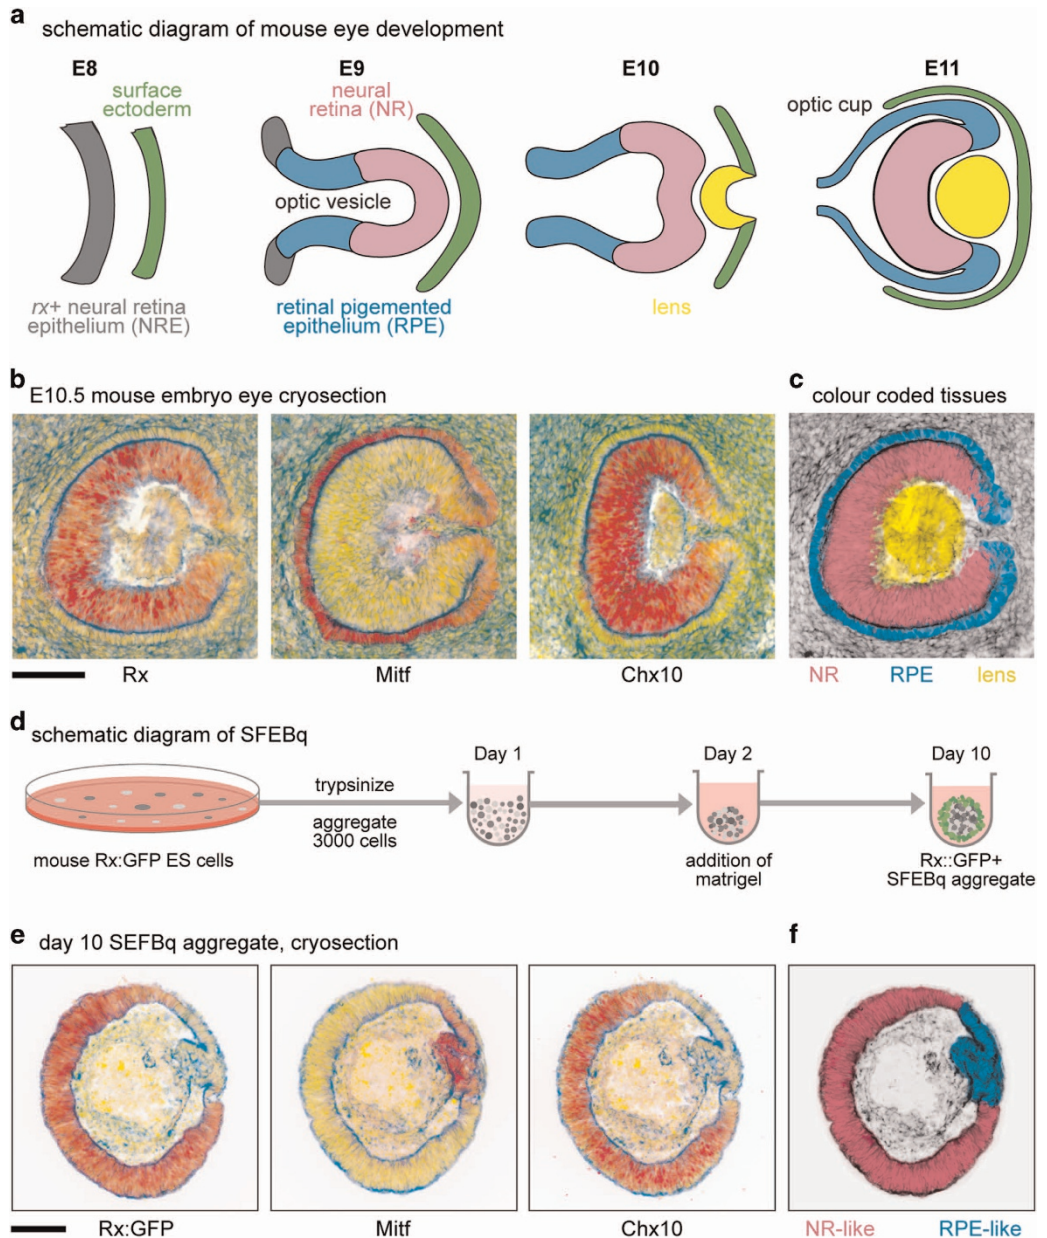 a schematic diagram of mouse eye development
E8
E9
E10
E11
surface
ectoderm
neural
retina (NR)
optic cup
optic vesicle
rx+ neural retina
epithelium (NRE)
retinal pigemented
epithelium (RPE)
lens
b E10.5 mouse embryo eye cryosection
c colour coded tissues
Rx
Mitf
Chx10
NR
RPE
lens
d schematic diagram of SFEBq
Day 1
Day 2
Day 10
trypsinize
aggregate
3000 cells
mouse Rx:GFP ES cells
addition of
matrigel
Rx::GFP+
SFEBq aggregate
e day 10 SEFBq aggregate, cryosection
f
Rx:GFP
Mitf
Chx10
NR-like
RPE-like